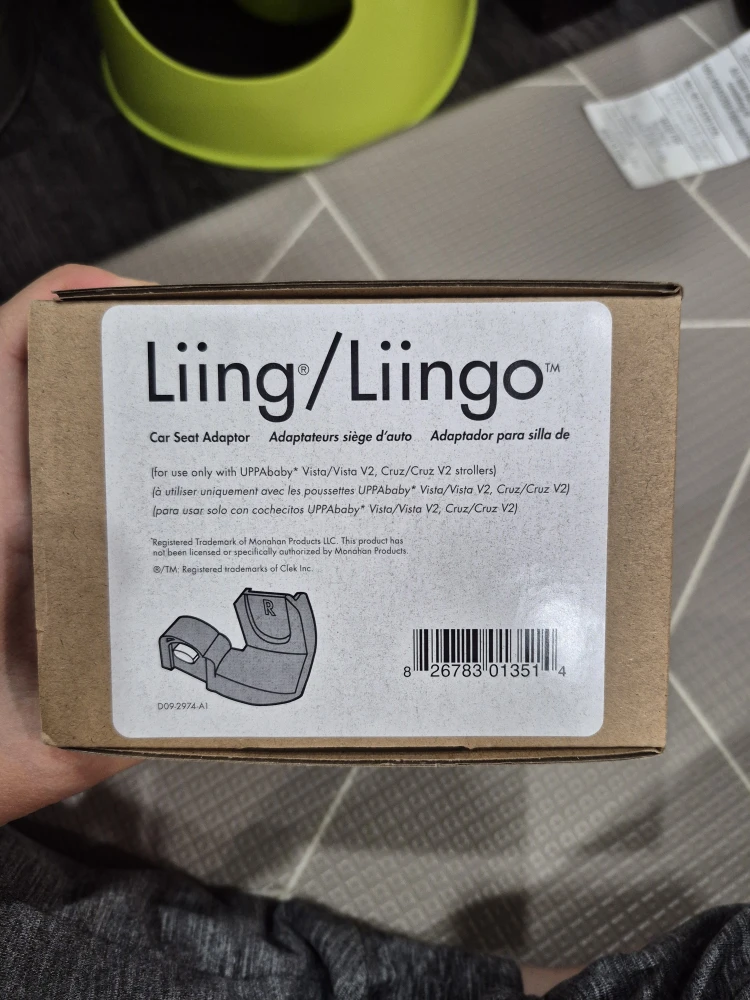 Liing®/Liingo™
Car Seat Adaptor Adaptateurs siège d'auto Adaptador para silla de
(for use only with UPPAbaby* Vista/Vista V2, Cruz/Cruz V2 strollers)
(à utiliser uniquement avec les poussettes UPPAbaby* Vista/Vista V2, Cruz/Cruz V2)
(para usar solo con cochecitos UPPAbaby* Vista/Vista V2, Cruz/Cruz V2)
*Registered Trademark of Monahan Products LLC. This product has
not been licensed or specifically authorized by Monahan Products.
®/TM: Registered trademarks of Clek Inc.
R
8 26783 01351 4
D09-2974-A1